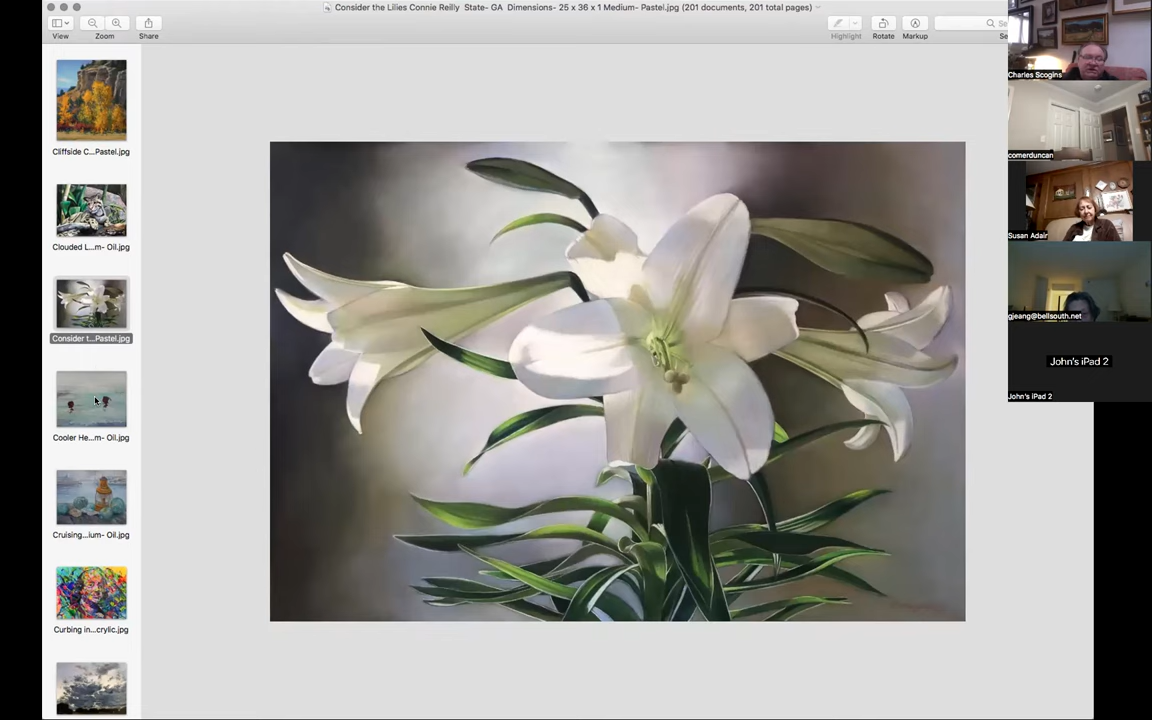 Consider the Lilies Connie Reilly State- GA Dimensions- 25 x 36 x 1 Medium- Pastel.jpg (201 documents, 201 total pages)
View
Zoom
Share
Highlight
Rotate
Markup
Se
Se
Cliffside C...Pastel.jpg
Clouded L...m- Oil.jpg
Consider t...Pastel.jpg
Cooler He...m- Oil.jpg
Cruising...ium- Oil.jpg
Curbing in...crylic.jpg
Charles Scogins
comerduncan
Susan Adair
gjeang@bellsouth.net
John's iPad 2
John's iPad 2